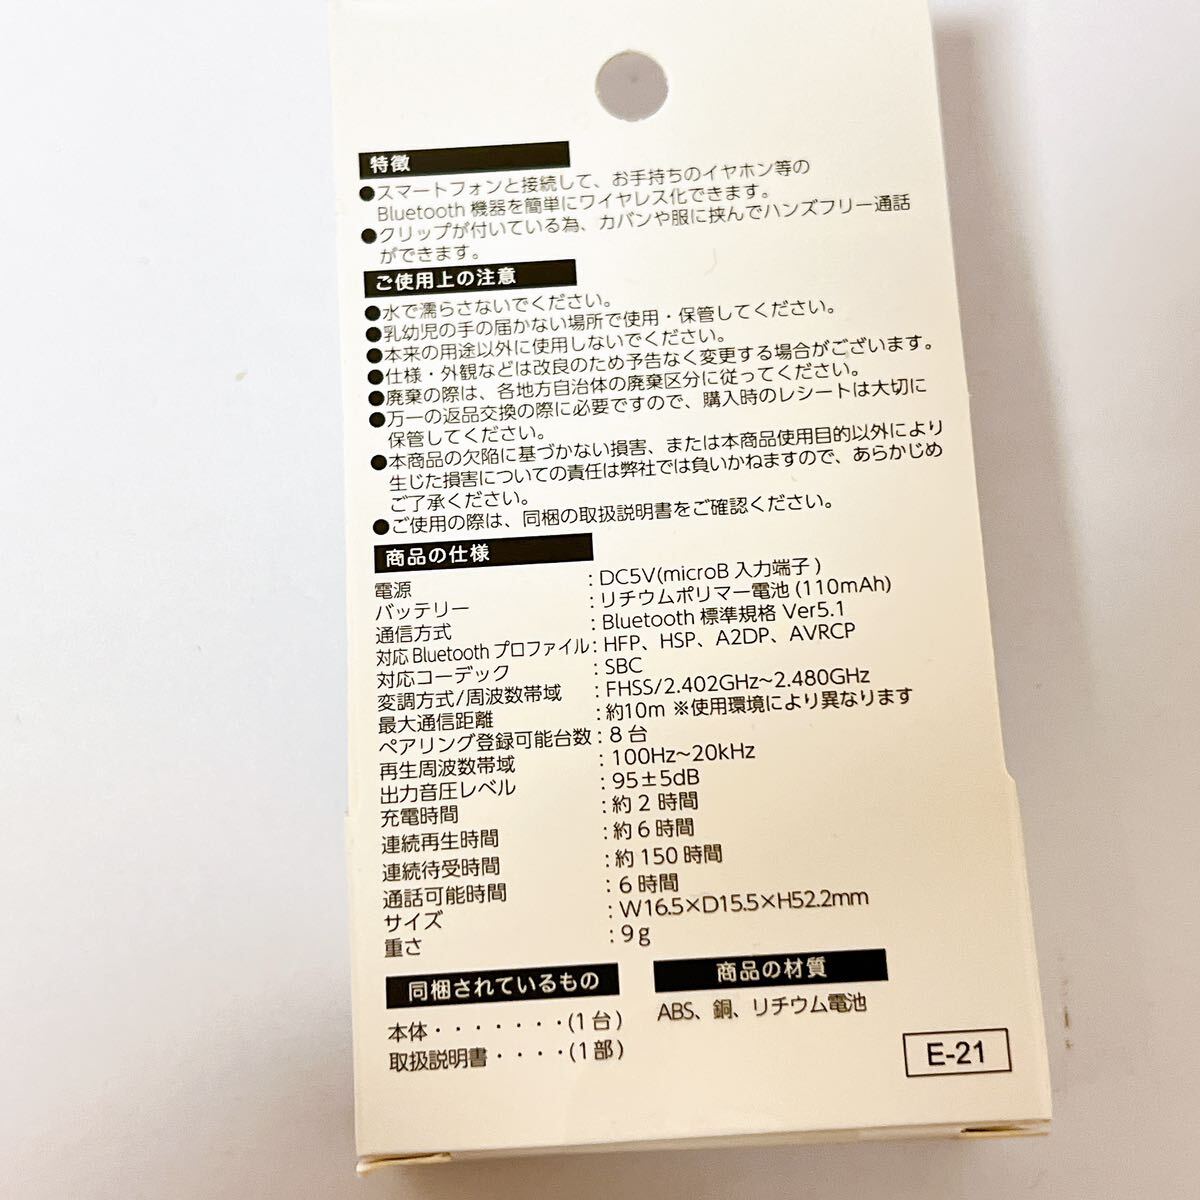 特徴
●スマートフォンと接続して、お手持ちのイヤホン等の
Bluetooth 機器を簡単にワイヤレス化できます。
●クリップが付いている為、カバンや服に挟んでハンズフリー通話
ができます。
ご使用上の注意
●水で濡らさないでください。
●乳幼児の手の届かない場所で使用・保管してください。
●本来の用途以外に使用しないでください。
●仕様・外観などは改良のため予告なく変更する場合がございます。
●廃棄の際は、各地方自治体の廃棄区分に従ってください。
●万一の返品交換の際に必要ですので、購入時のレシートは大切に
保管してください。
●本商品の欠陥に基づかない損害、または本商品使用目的以外により
生じた損害についての責任は弊社では負いかねますので、あらかじめ
ご了承ください。
●ご使用の際は、同梱の取扱説明書をご確認ください。
商品の仕様
電源 : DC5V(microB 入力端子)
バッテリー : リチウムポリマー電池 (110mAh)
通信方式 : Bluetooth 標準規格 Ver5.1
対応 Bluetooth プロファイル : HFP、HSP、A2DP、AVRCP
対応コーデック : SBC
変調方式/周波数帯域 : FHSS/2.402GHz~2.480GHz
最大通信距離 : 約10m ※使用環境により異なります
ペアリング登録可能台数 : 8 台
再生周波数帯域 : 100Hz~20kHz
出力音圧レベル : 95±5dB
充電時間 : 約 2 時間
連続再生時間 : 約 6 時間
連続待受時間 : 約 150 時間
通話可能時間 : 6 時間
サイズ : W16.5×D15.5×H52.2mm
重さ : 9 g
同梱されているもの
本体・・・・・・・(1 台)
取扱説明書・・・・(1 部)
商品の材質
ABS、銅、リチウム電池
E-21